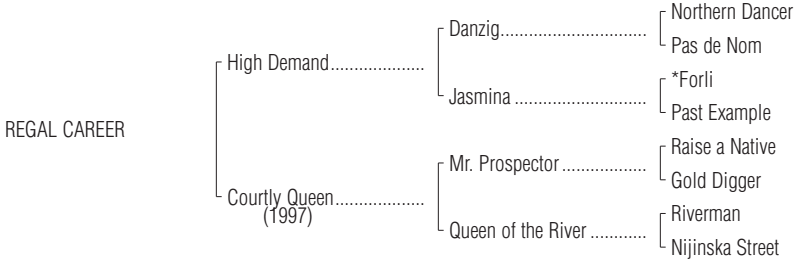 Northern Dancer
Danzig..............................
Pas de Nom
High Demand....................
*Forli
Jasmina ...........................
Past Example
REGAL CAREER
Raise a Native
Mr. Prospector .................
Gold Digger
Courtly Queen...................
(1997)
Riverman
Queen of the River ............
Nijinska Street